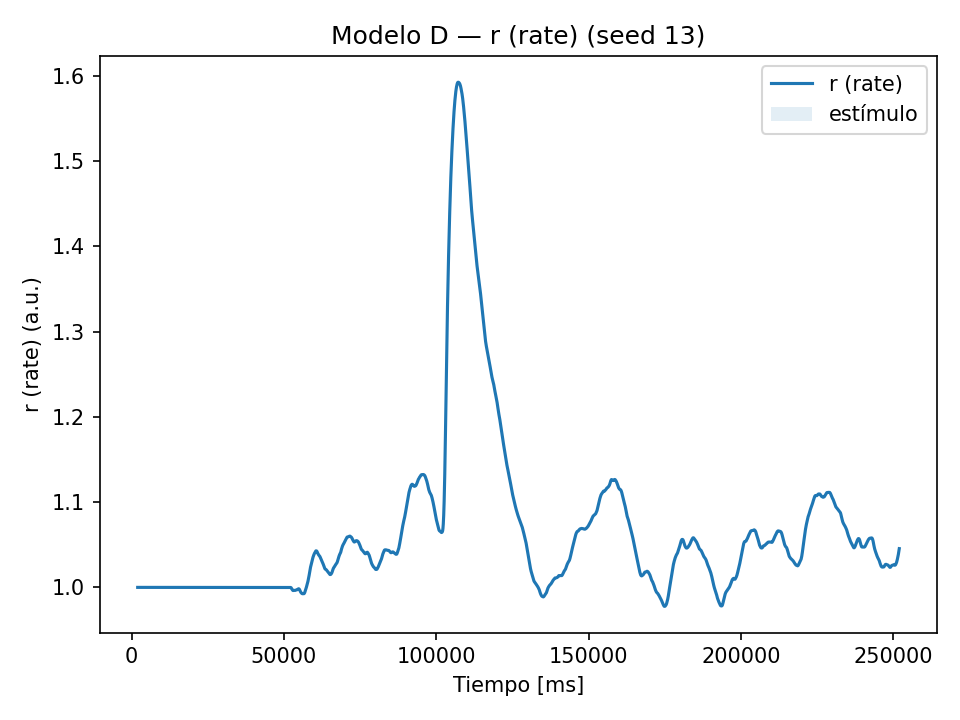 Modelo D — r (rate) (seed 13)
r (rate)
estímulo
r (rate) (a.u.)
1.6
1.5
1.4
1.3
1.2
1.1
1.0
0
50000
100000
150000
200000
250000
Tiempo [ms]